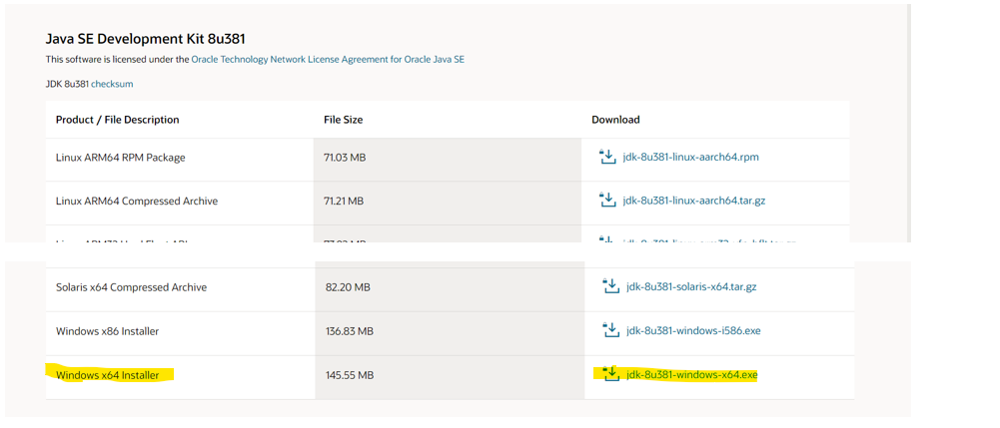 Java SE Development Kit 8u381
This software is licensed under the Oracle Technology Network License Agreement for Oracle Java SE
JDK 8u381 checksum
Product / File Description File Size Download
Linux ARM64 RPM Package 71.03 MB jdk-8u381-linux-aarch64.rpm
Linux ARM64 Compressed Archive 71.21 MB jdk-8u381-linux-aarch64.tar.gz
Solaris x64 Compressed Archive 82.20 MB jdk-8u381-solaris-x64.tar.gz
Windows x86 Installer 136.83 MB jdk-8u381-windows-i586.exe
Windows x64 Installer 145.55 MB jdk-8u381-windows-x64.exe